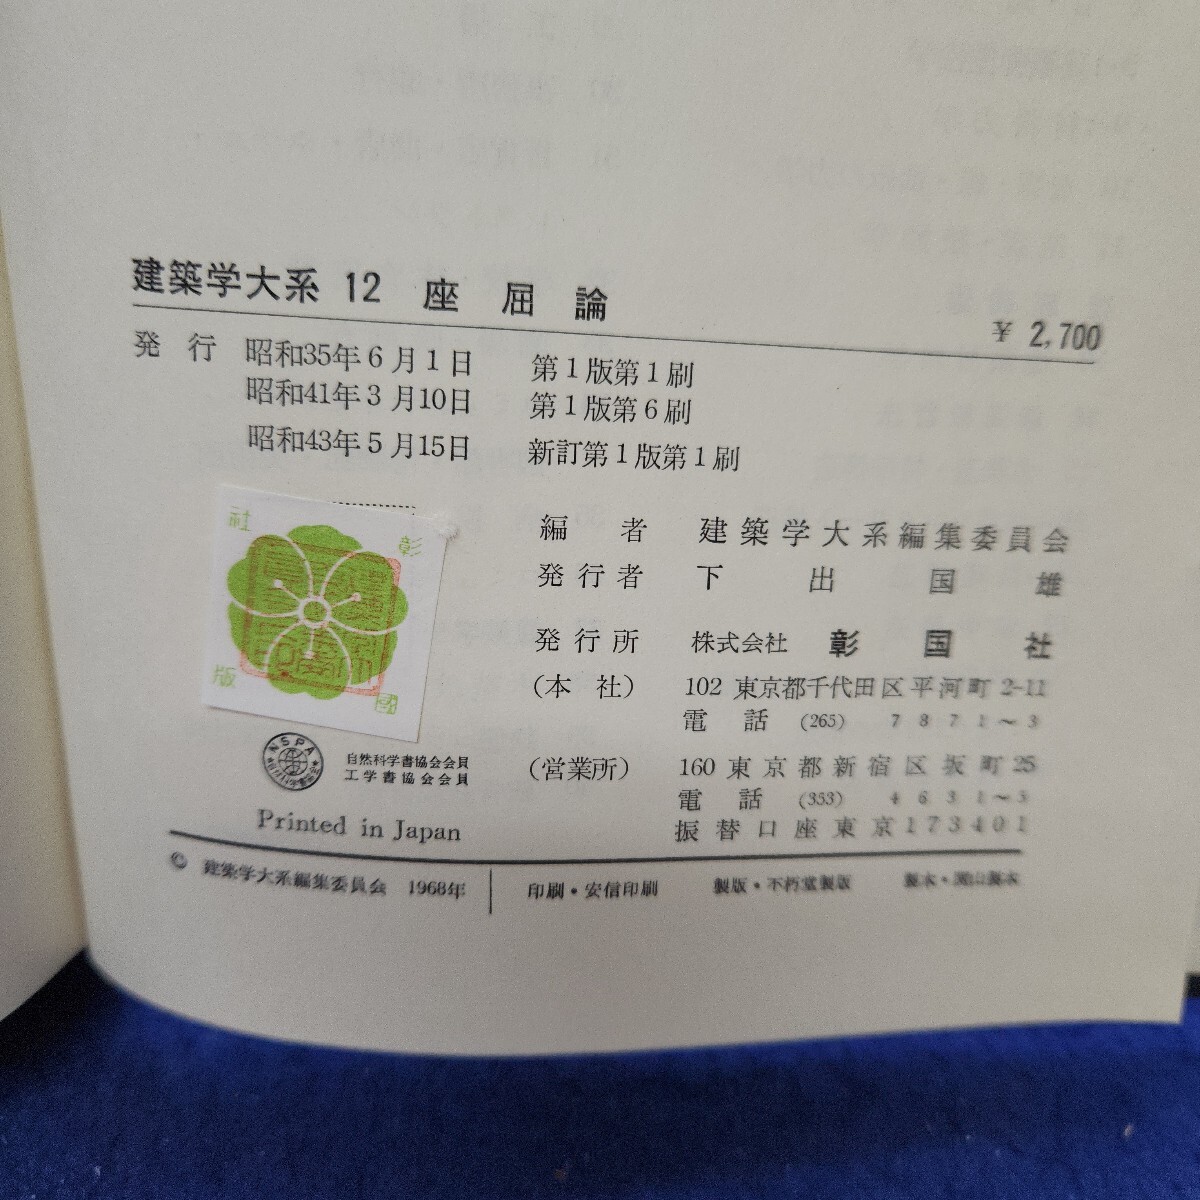 建築学大系 12 座屈論
¥ 2,700
発行 昭和35年6月1日 第1版第1刷
昭和41年3月10日 第1版第6刷
昭和43年5月15日 新訂第1版第1刷
編者 建築学大系編集委員会
発行者 下出国雄
発行所 株式会社 彰国社
(本社) 102 東京都千代田区平河町 2-11
電話 (265) 7871～3
(営業所) 160 東京都新宿区坂町25
電話 (353) 4631～3
振替口座東京173401
彰
國
社
版
NSPA
自然科学書協会会員
工学書協会会員
Printed in Japan
© 建築学大系編集委員会 1968年
印刷・安信印刷 製版・不朽堂製版